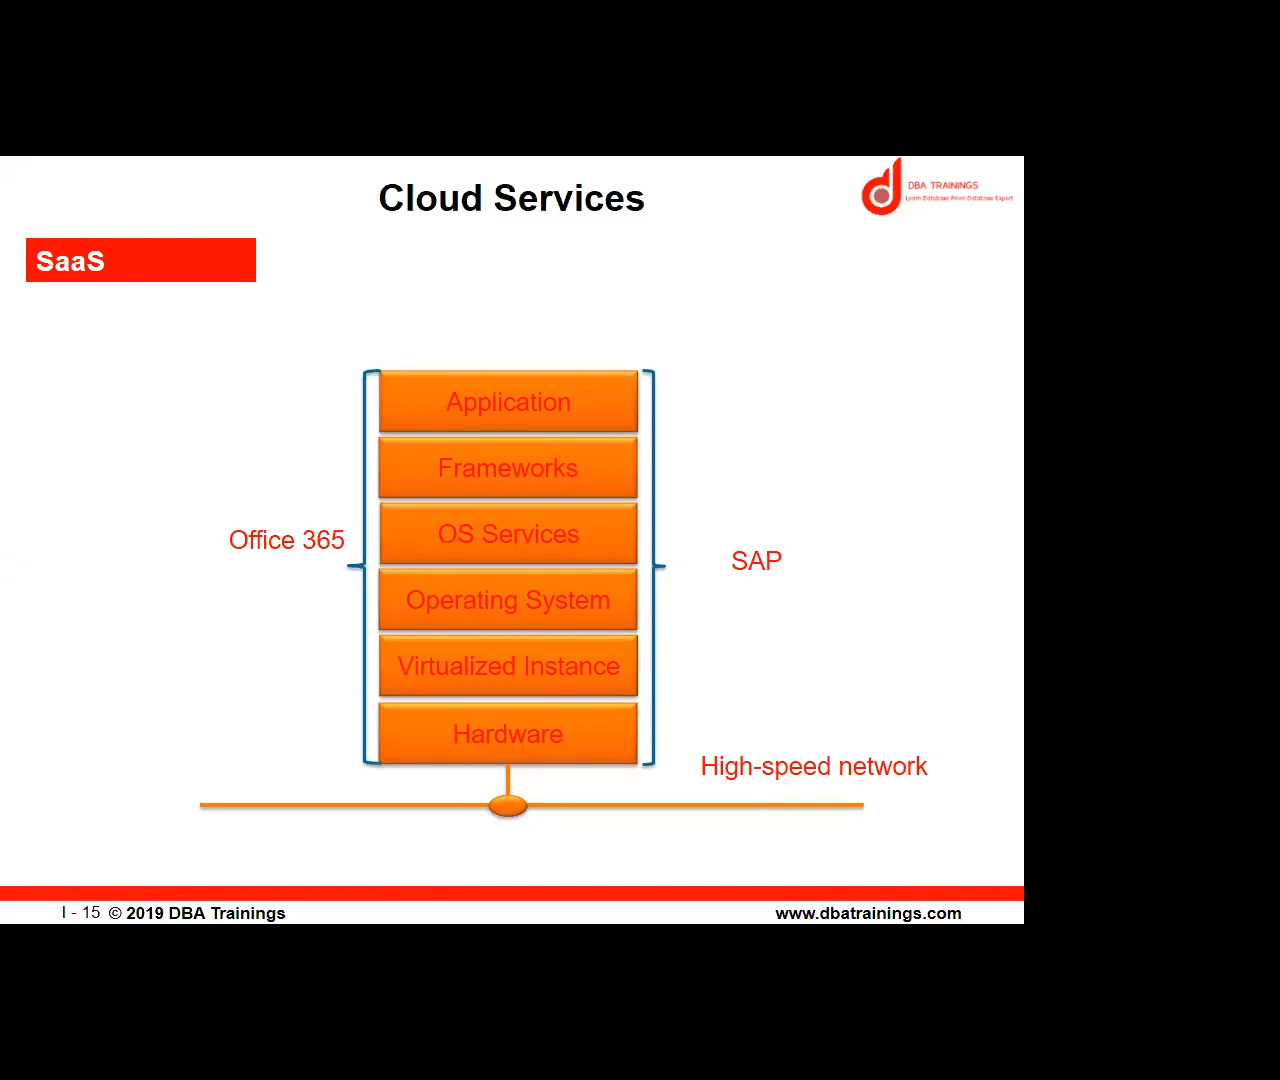 Cloud Services
DBA TRAININGS
Learn Database From Database Expert
SaaS
Application
Frameworks
Office 365
OS Services
SAP
Operating System
Virtualized Instance
Hardware
High-speed network
I - 15 © 2019 DBA Trainings
www.dbatrainings.com